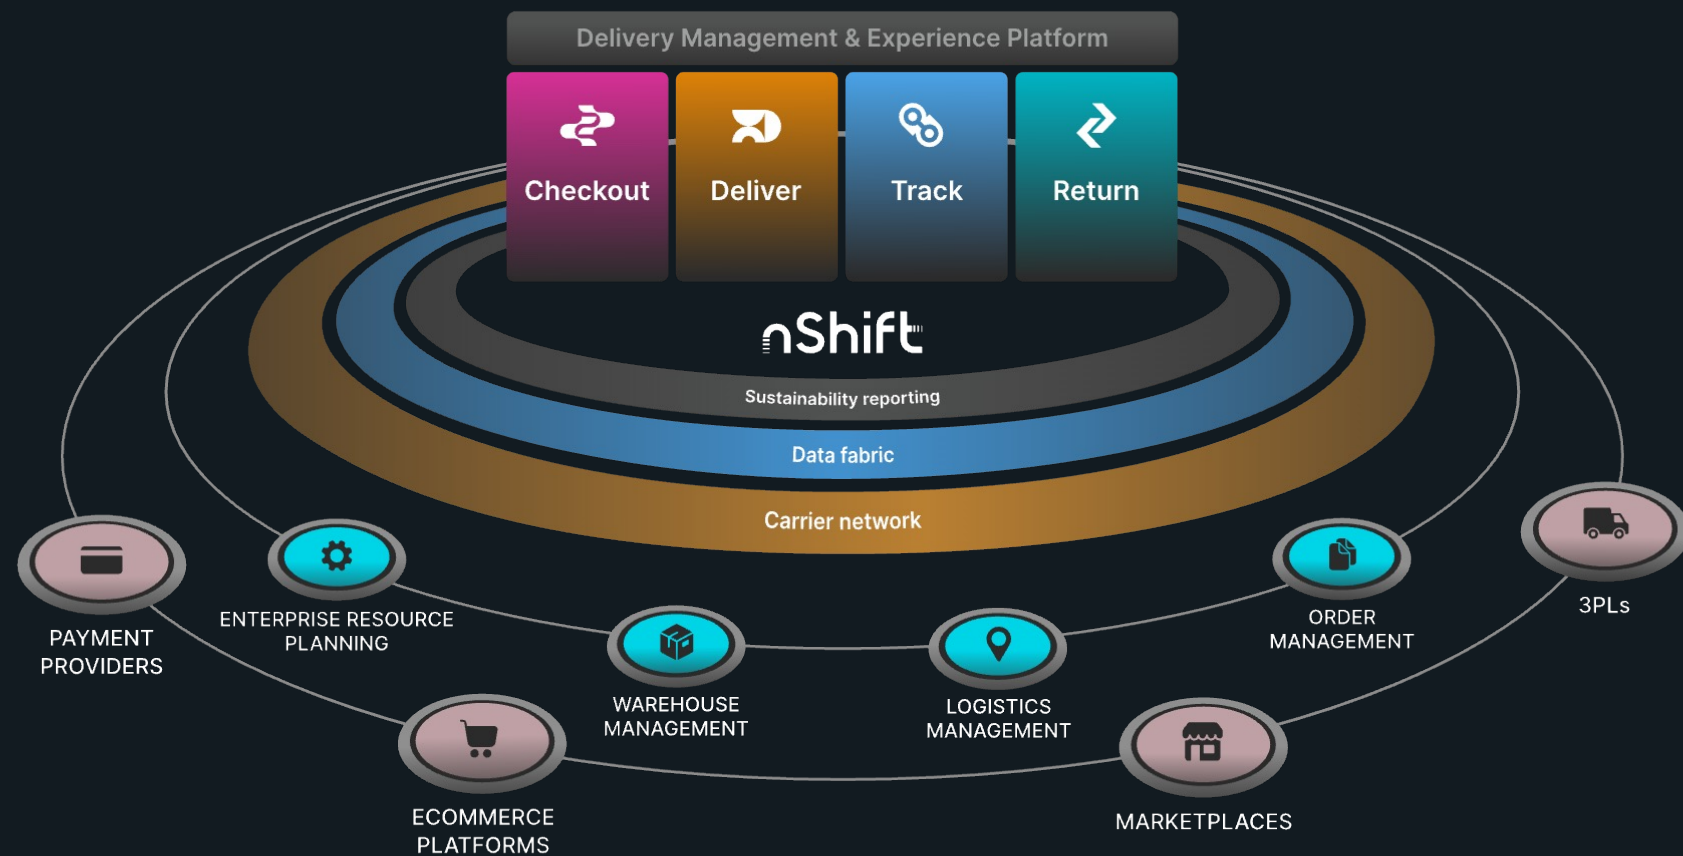 Delivery Management & Experience Platform
Checkout
Deliver
Track
Return
nShift
Sustainability reporting
Data fabric
Carrier network
PAYMENT
PROVIDERS
ENTERPRISE RESOURCE
PLANNING
WAREHOUSE
MANAGEMENT
LOGISTICS
MANAGEMENT
ORDER
MANAGEMENT
3PLs
ECOMMERCE
PLATFORMS
MARKETPLACES